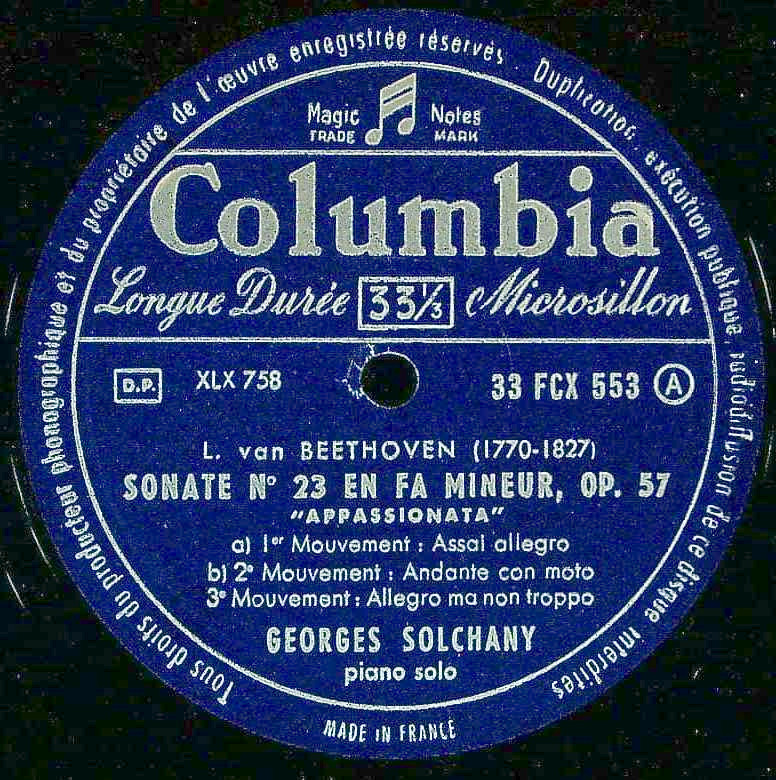 Tous droits du producteur phonographique et du propriétaire de l'œuvre enregistrée réservés. Duplication, exécution publique, radiodiffusion de ce disque interdites
Magic Notes
TRADE MARK
Columbia
Longue Durée 33⅓ Microsillon
D.P. XLX 758 33 FCX 553 A
L. van BEETHOVEN (1770-1827)
SONATE Nº 23 EN FA MINEUR, OP. 57
"APPASSIONATA"
a) 1er Mouvement : Assai allegro
b) 2e Mouvement : Andante con moto
3e Mouvement : Allegro ma non troppo
GEORGES SOLCHANY
piano solo
MADE IN FRANCE